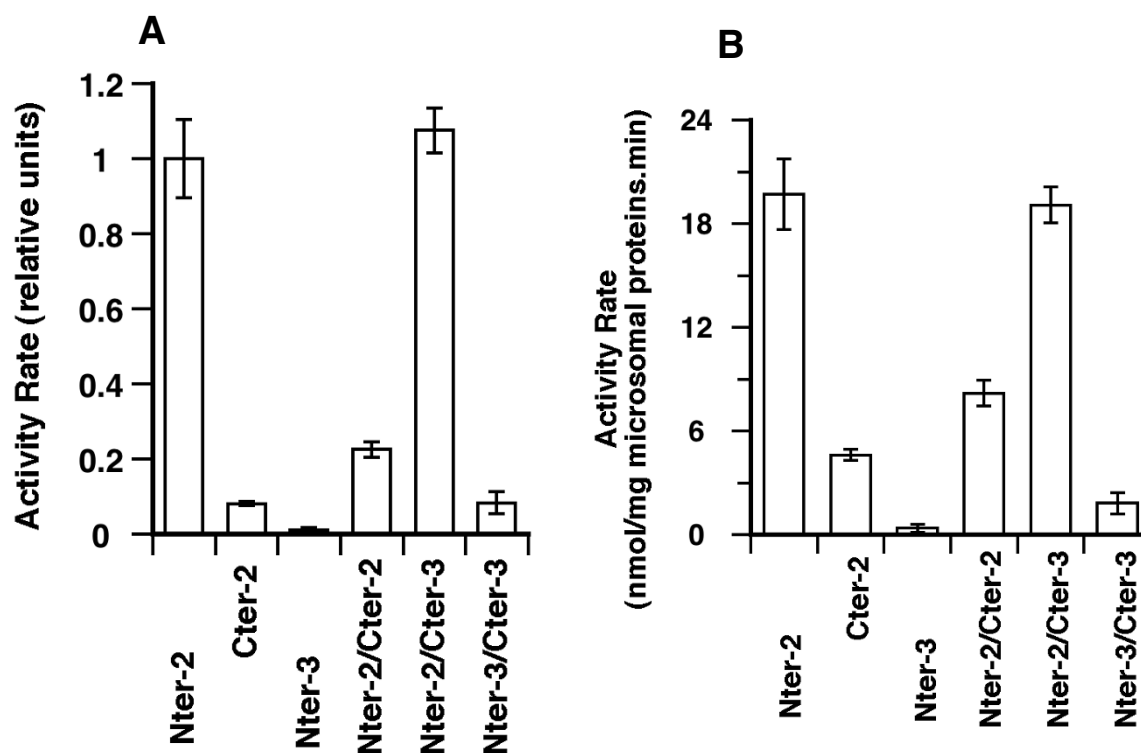 A
Activity Rate (relative units)
1.2
1
0.8
0.6
0.4
0.2
0
Nter-2
Cter-2
Nter-3
Nter-2/Cter-2
Nter-2/Cter-3
Nter-3/Cter-3
B
Activity Rate
(nmol/mg microsomal proteins.min)
24
18
12
6
0
Nter-2
Cter-2
Nter-3
Nter-2/Cter-2
Nter-2/Cter-3
Nter-3/Cter-3